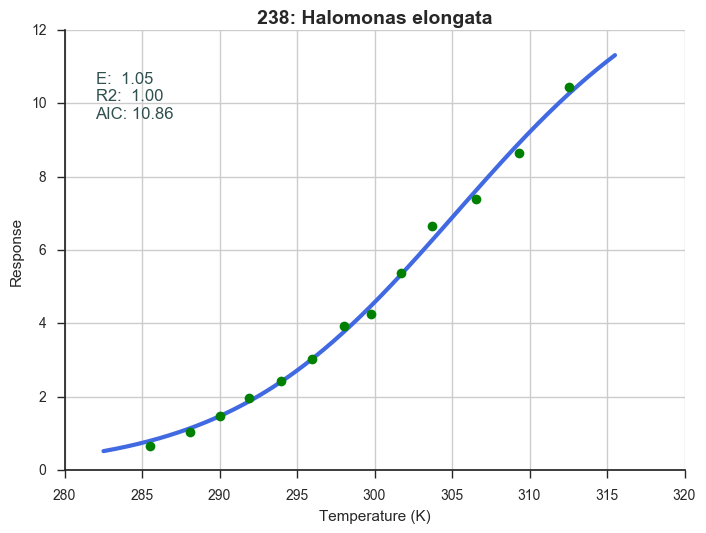 238: Halomonas elongata
E:  1.05
R2:  1.00
AIC: 10.86
12
10
8
6
4
2
0
Response
280 285 290 295 300 305 310 315 320
Temperature (K)